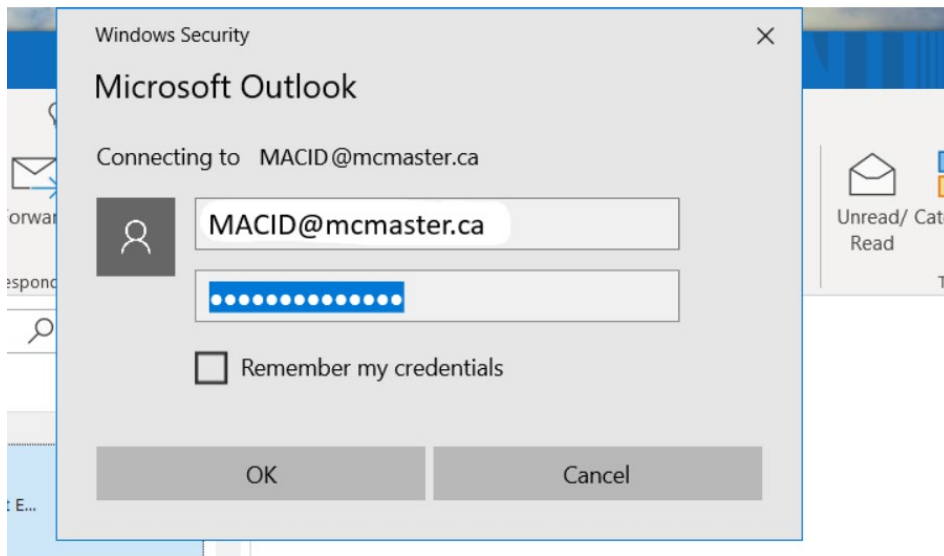 Windows Security
Microsoft Outlook
Connecting to MACID@mcmaster.ca
MACID@mcmaster.ca
Remember my credentials
OK
Cancel
Unread/
Read
t E...